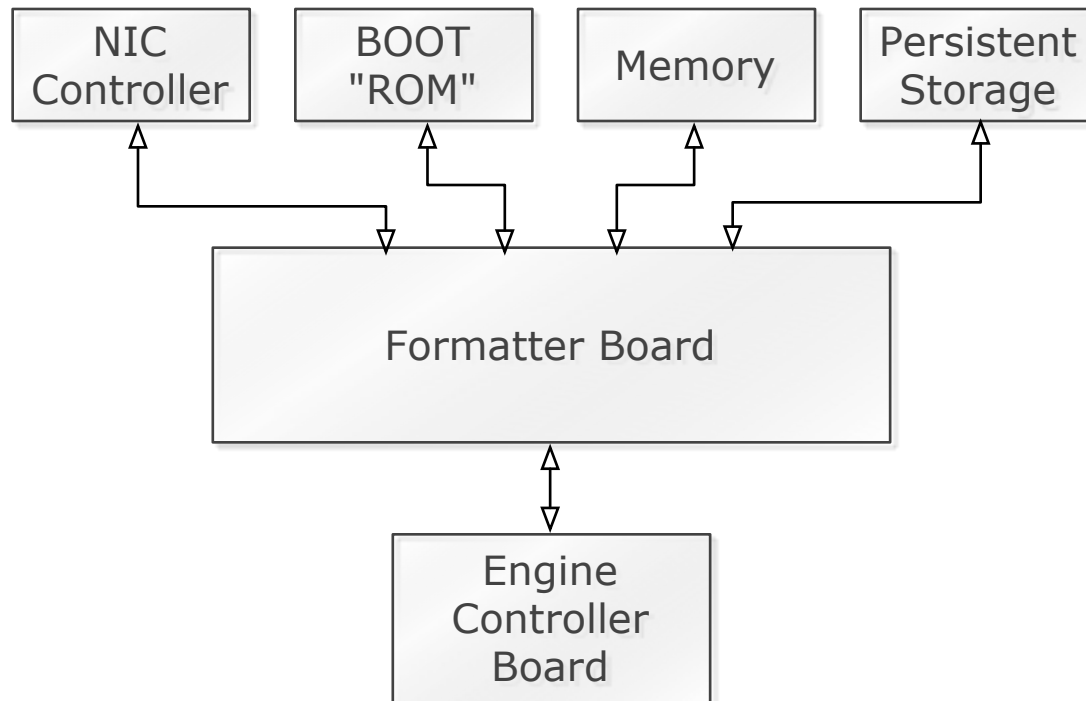 NIC
Controller
BOOT
"ROM"
Memory
Persistent
Storage
Formatter Board
Engine
Controller
Board